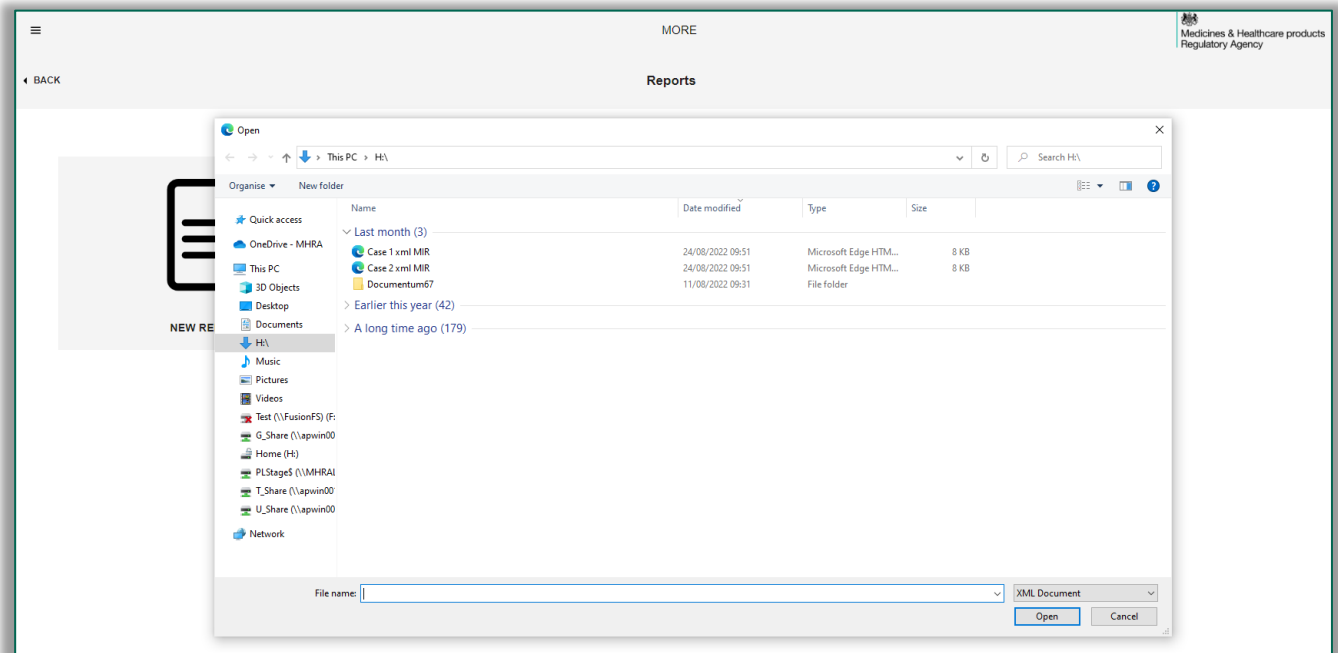 MORE
Medicines & Healthcare products
Regulatory Agency
BACK
Reports
Open
This PC > H:\
Search H:\
Organise
New folder
Name Date modified Type Size
Quick access
OneDrive - MHRA
This PC
3D Objects
Desktop
Documents
H:\
Music
Pictures
Videos
Test (\\FusionFS) (F:
G_Share (\\apwin00
Home (H:)
PLStage$ (\\MHRAL
T_Share (\\apwin00
U_Share (\\apwin00
Network
Last month (3)
Case 1 xml MIR 24/08/2022 09:51 Microsoft Edge HTM... 8 KB
Case 2 xml MIR 24/08/2022 09:51 Microsoft Edge HTM... 8 KB
Documentum67 11/08/2022 09:31 File folder
Earlier this year (42)
A long time ago (179)
NEW RE
File name:
XML Document
Open
Cancel